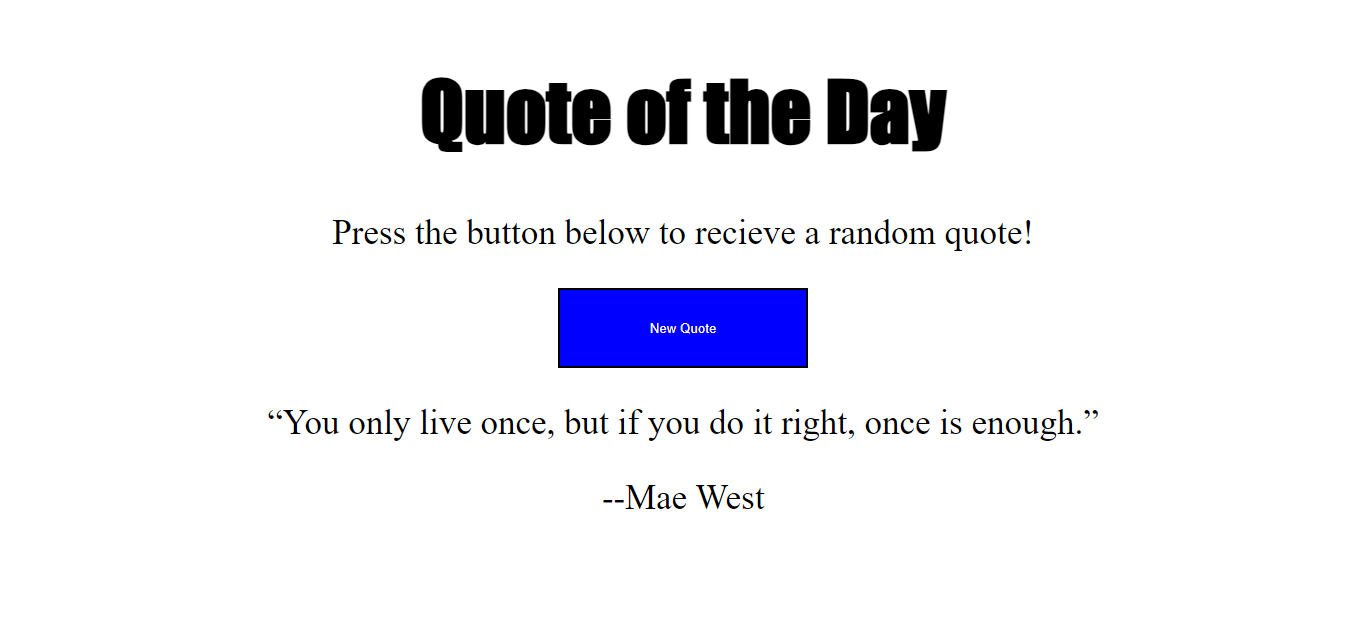 Quote of the Day
Press the button below to recieve a random quote!
New Quote
“You only live once, but if you do it right, once is enough.”
--Mae West